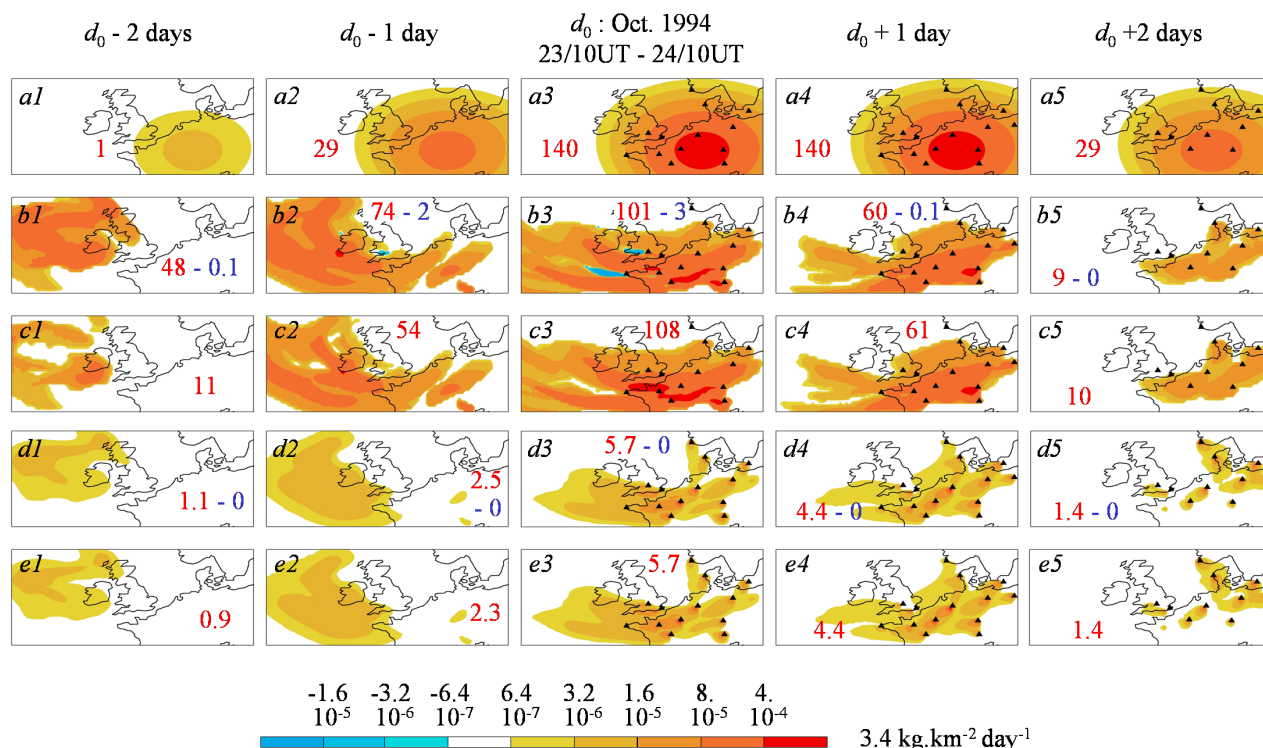 d₀ - 2 days
d₀ - 1 day
d₀ : Oct. 1994
23/10UT - 24/10UT
d₀ + 1 day
d₀ +2 days
a1 1
a2 29
a3 140
a4 140
a5 29
b1 48 - 0.1
b2 74 - 2
b3 101 - 3
b4 60 - 0.1
b5 9 - 0
c1 11
c2 54
c3 108
c4 61
c5 10
d1 1.1 - 0
d2 2.5
- 0
d3 5.7 - 0
d4 4.4 - 0
d5 1.4 - 0
e1 0.9
e2 2.3
e3 5.7
e4 4.4
e5 1.4
-1.6 -3.2 -6.4 6.4 3.2 1.6 8. 4.
10⁻⁵ 10⁻⁶ 10⁻⁷ 10⁻⁷ 10⁻⁶ 10⁻⁵ 10⁻⁵ 10⁻⁴
3.4 kg.km⁻² day⁻¹